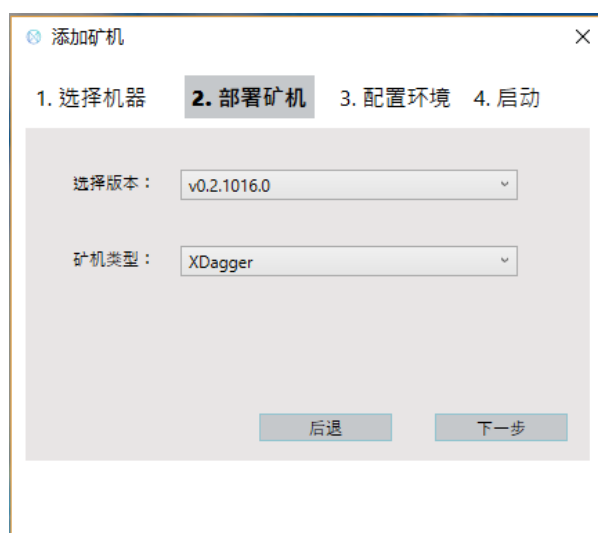 添加矿机
1. 选择机器 2. 部署矿机 3. 配置环境 4. 启动
选择版本： v0.2.1016.0
矿机类型： XDagger
后退 下一步